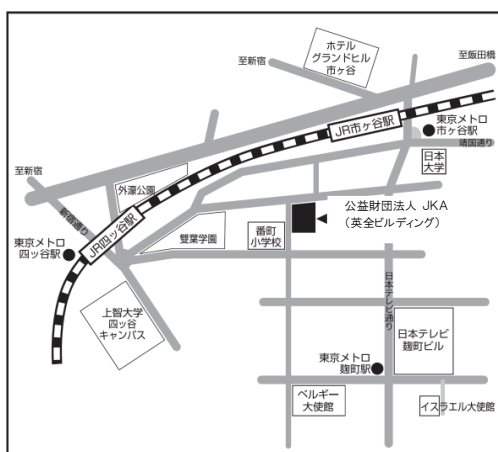 ホテル
グランドヒル
市ヶ谷
至新宿
至飯田橋
JR市ケ谷駅
東京メトロ
市ヶ谷駅
靖国通り
日本
大学
至新宿
外濠公園
新宿通り
JR四ッ谷駅
東京メトロ
四ッ谷駅
雙葉学園
番町
小学校
公益財団法人 JKA
(英全ビルディング)
上智大学
四ッ谷
キャンパス
日本テレビ通り
日本テレビ
麹町ビル
東京メトロ
麹町駅
ベルギー
大使館
イスラエル大使館